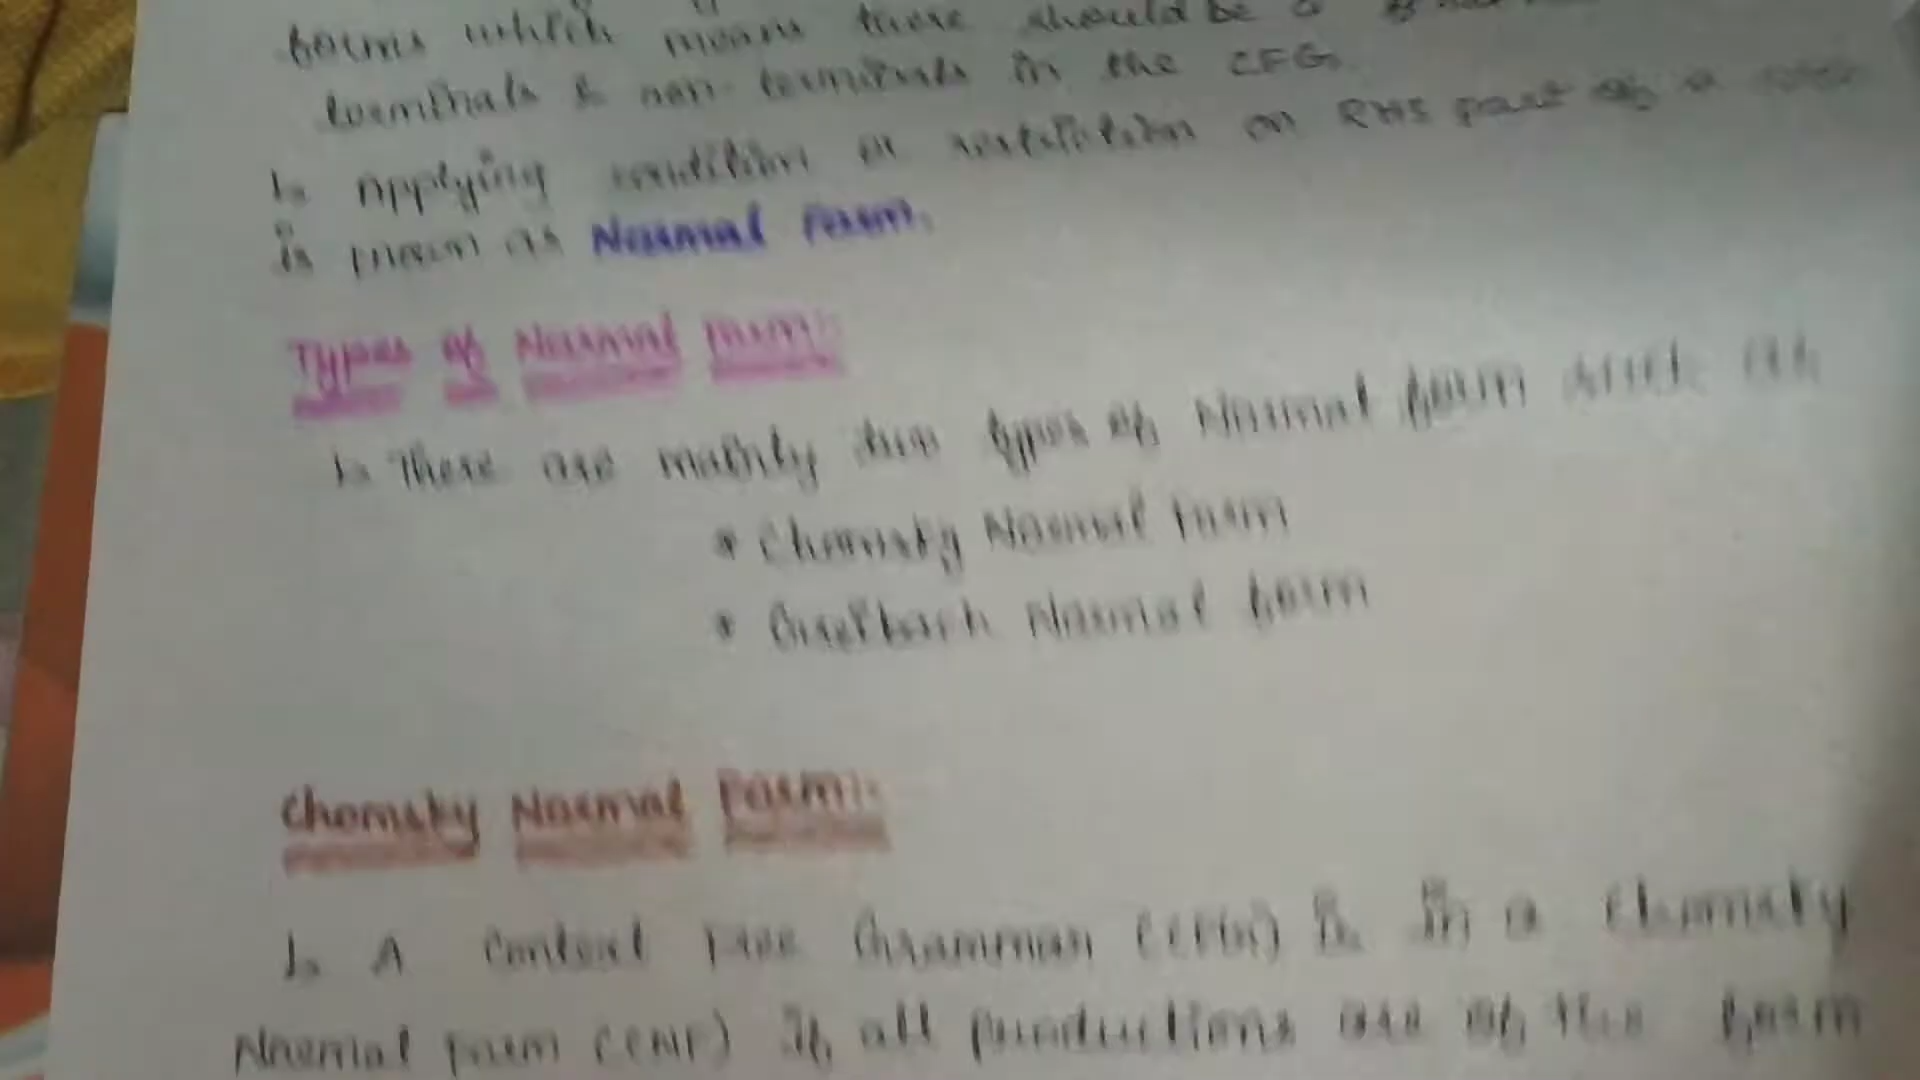 forms which means there should be a
terminals & non-terminals in the CFG.
↳ Applying condition or restriction on RHS part of a
is known as Normal Form.
Types of Normal Form:-
↳ There are mainly two types of Normal form such as
* Chomsky Normal Form
* Greibach Normal form
Chomsky Normal Form:-
↳ A Context Free Grammar (CFG) is in a Chomsky
Normal Form (CNF) if all productions are of the form